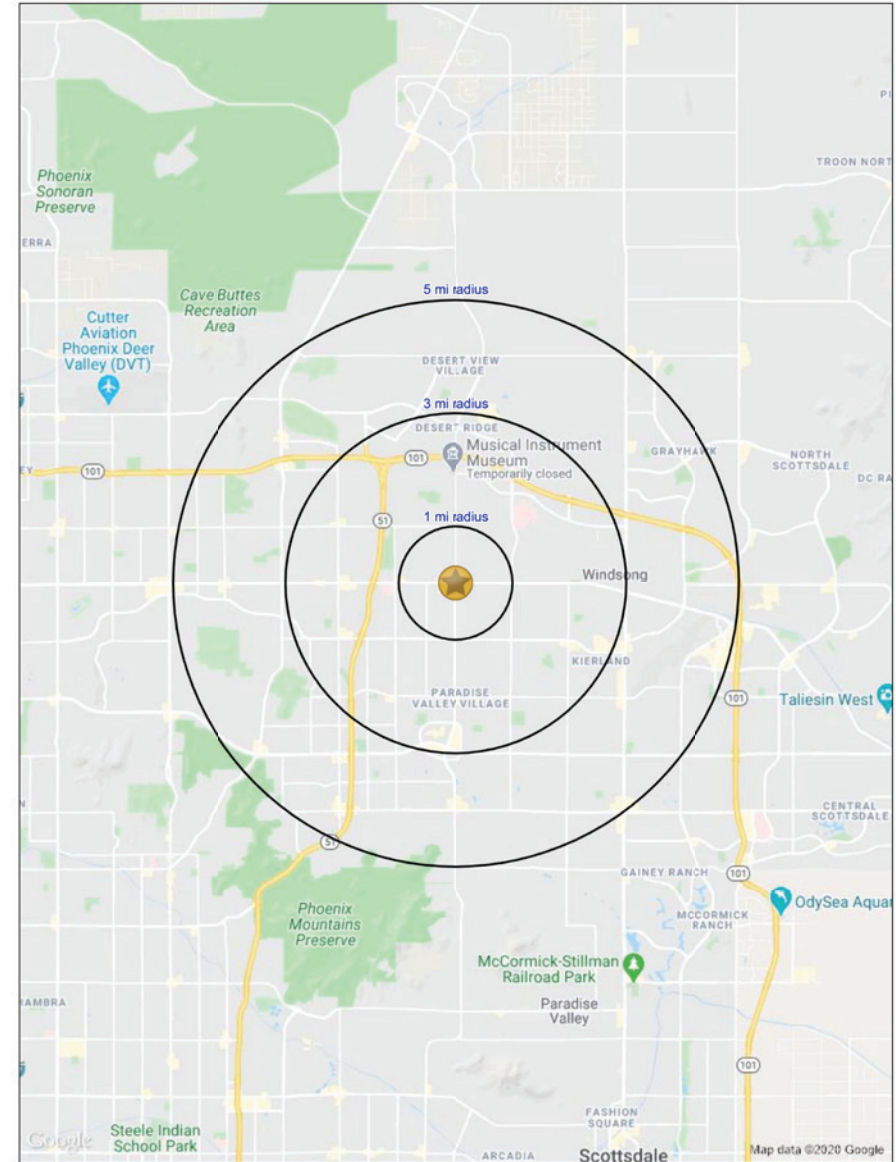 PI
TROON NORT
Phoenix
Sonoran
Preserve
ERRA
Cave Buttes
Recreation
Area
5 mi radius
Cutter
Aviation
Phoenix Deer
Valley (DVT)
DESERT VIEW
VILLAGE
3 mi radius
DESERT RIDGE
Musical Instrument
Museum
Temporarily closed
GRAYHAWK
NORTH
SCOTTSDALE
DC RA
EY
101
101
51
1 mi radius
Windsong
KIERLAND
PARADISE
VALLEY VILLAGE
101
Taliesin West
N
CENTRAL
SCOTTSDALE
51
GAINEY RANCH
101
OdySea Aquar
MCCORMICK
RANCH
Phoenix
Mountains
Preserve
McCormick-Stillman
Railroad Park
Paradise
Valley
HAMBRA
101
FASHION
SQUARE
Steele Indian
School Park
Google
ARCADIA
Scottsdale
Map data ©2020 Google